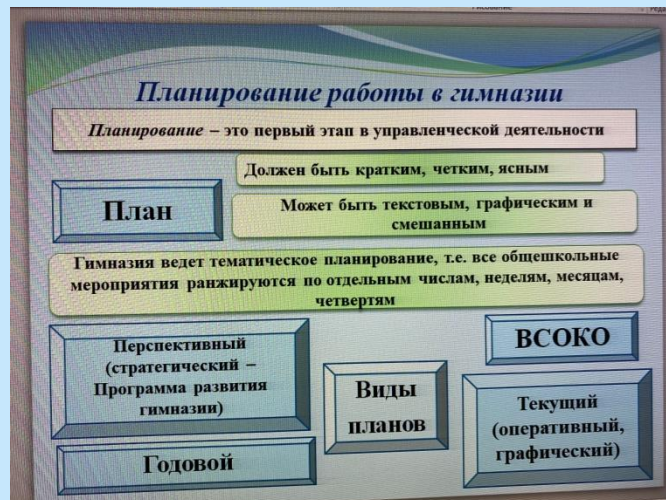 Планирование работы в гимназии
Планирование – это первый этап в управленческой деятельности
План
Должен быть кратким, четким, ясным
Может быть текстовым, графическим и
смешанным
Гимназия ведет тематическое планирование, т.е. все общешкольные
мероприятия ранжируются по отдельным числам, неделям, месяцам,
четвертям
Перспективный
(стратегический –
Программа развития
гимназии)
Годовой
Виды
планов
ВСОКО
Текущий
(оперативный,
графический)